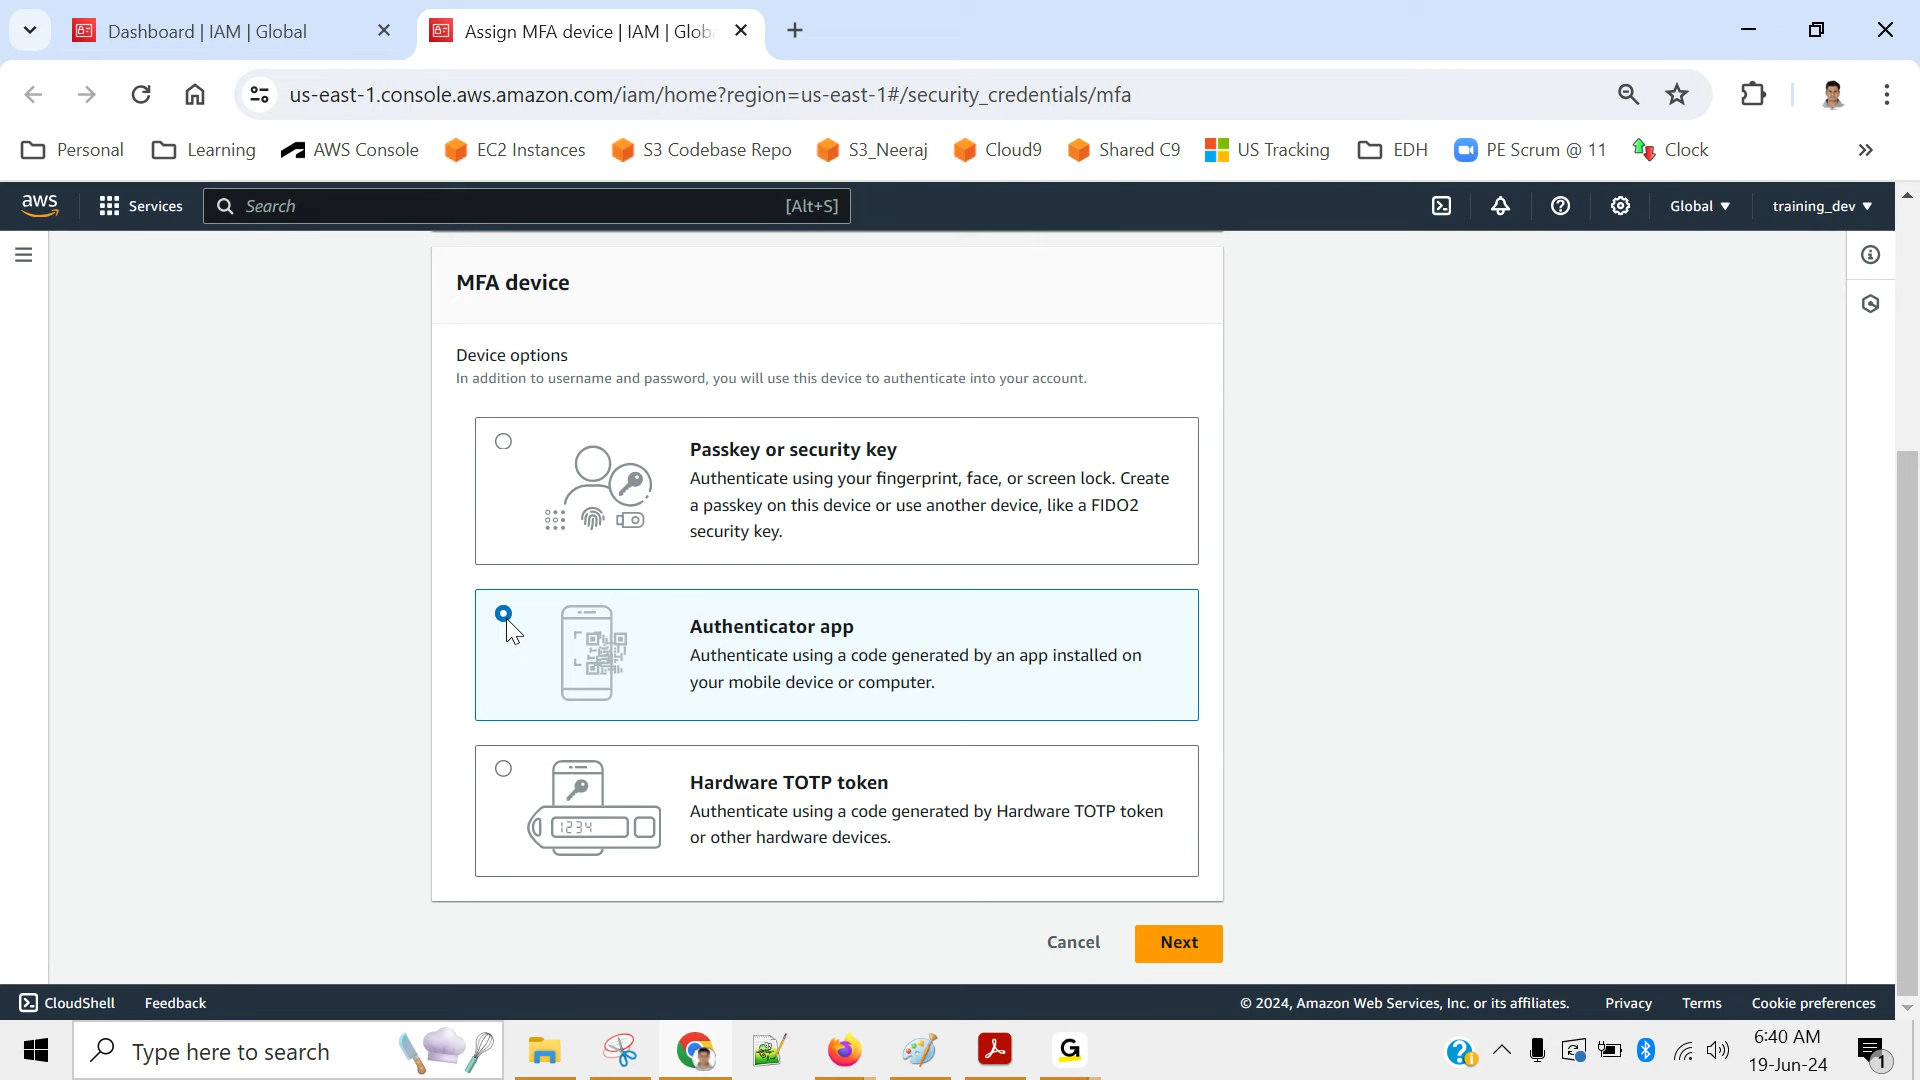 Dashboard | IAM | Global
Assign MFA device | IAM | Glob
us-east-1.console.aws.amazon.com/iam/home?region=us-east-1#/security_credentials/mfa
Personal
Learning
AWS Console
EC2 Instances
S3 Codebase Repo
S3_Neeraj
Cloud9
Shared C9
US Tracking
EDH
PE Scrum @ 11
Clock
aws
Services
Search
[Alt+S]
Global
training_dev
MFA device
Device options
In addition to username and password, you will use this device to authenticate into your account.
Passkey or security key
Authenticate using your fingerprint, face, or screen lock. Create
a passkey on this device or use another device, like a FIDO2
security key.
Authenticator app
Authenticate using a code generated by an app installed on
your mobile device or computer.
1234
Hardware TOTP token
Authenticate using a code generated by Hardware TOTP token
or other hardware devices.
Cancel
Next
CloudShell
Feedback
© 2024, Amazon Web Services, Inc. or its affiliates.
Privacy
Terms
Cookie preferences
Type here to search
G
6:40 AM
19-Jun-24
1